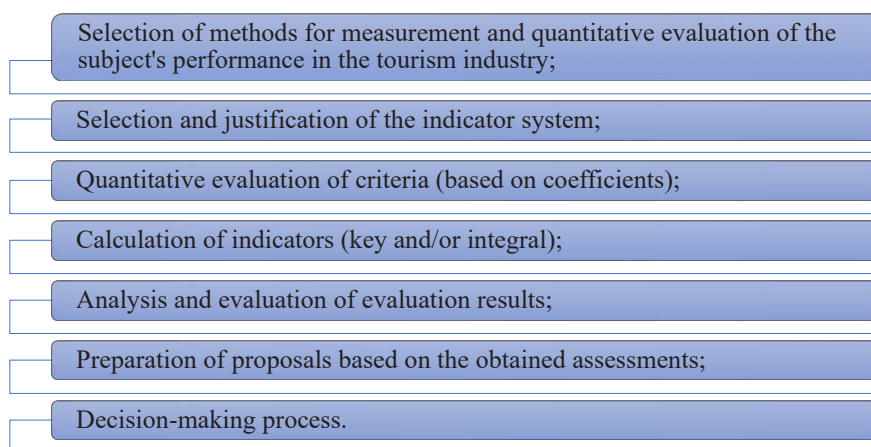 Selection of methods for measurement and quantitative evaluation of the
subject's performance in the tourism industry;
Selection and justification of the indicator system;
Quantitative evaluation of criteria (based on coefficients);
Calculation of indicators (key and/or integral);
Analysis and evaluation of evaluation results;
Preparation of proposals based on the obtained assessments;
Decision-making process.